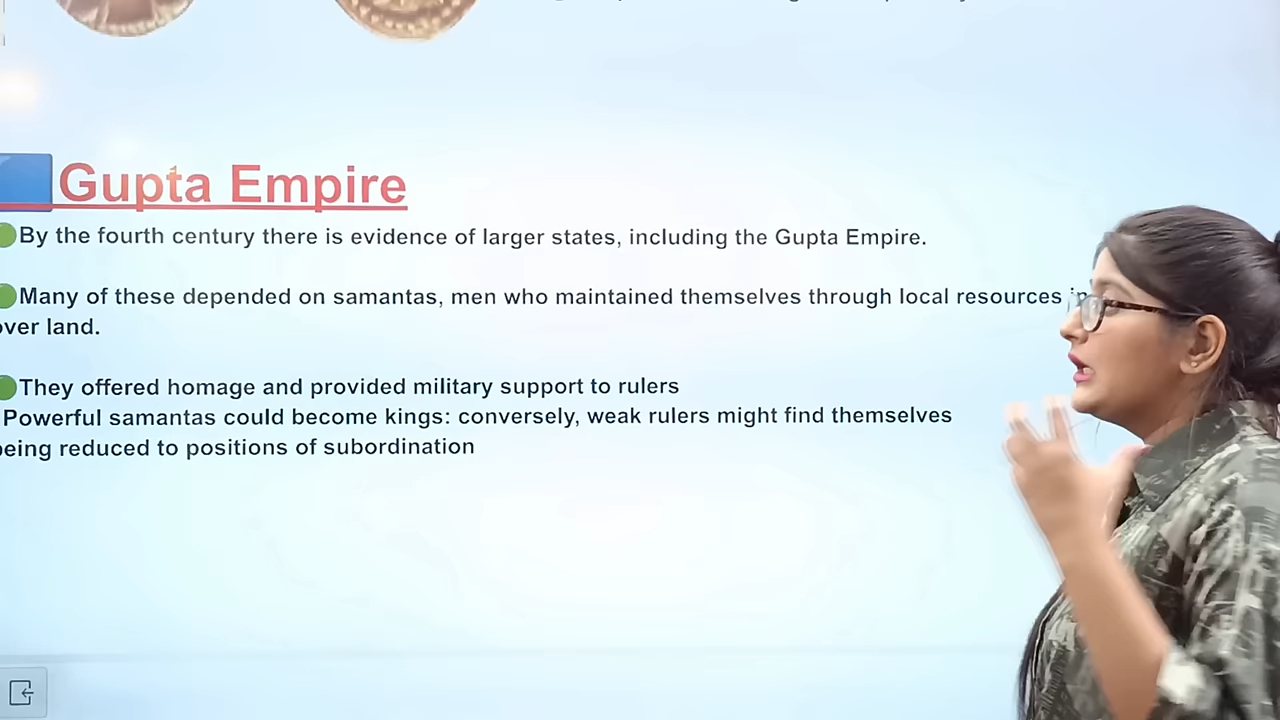 Gupta Empire
By the fourth century there is evidence of larger states, including the Gupta Empire.
Many of these depended on samantas, men who maintained themselves through local resources
over land.
They offered homage and provided military support to rulers
Powerful samantas could become kings: conversely, weak rulers might find themselves
being reduced to positions of subordination